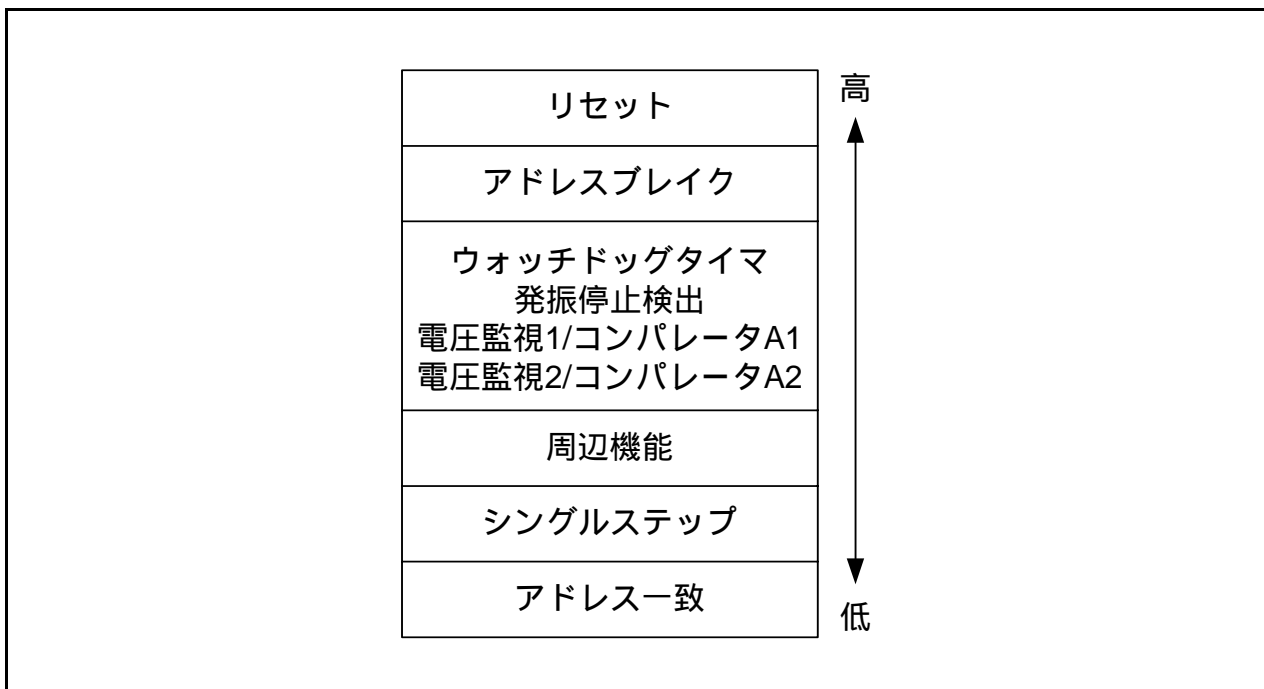 リセット
高
アドレスブレイク
ウォッチドッグタイマ
発振停止検出
電圧監視1/コンパレータA1
電圧監視2/コンパレータA2
周辺機能
シングルステップ
アドレス一致
低